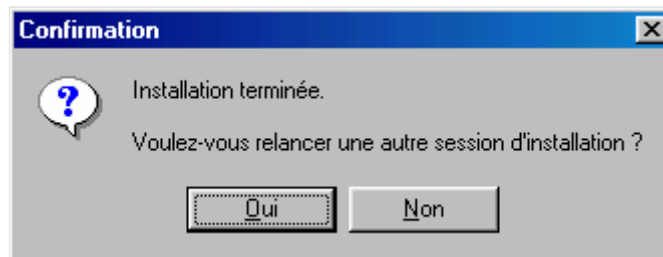 Confirmation
Installation terminée.
Voulez-vous relancer une autre session d'installation ?
Oui
Non